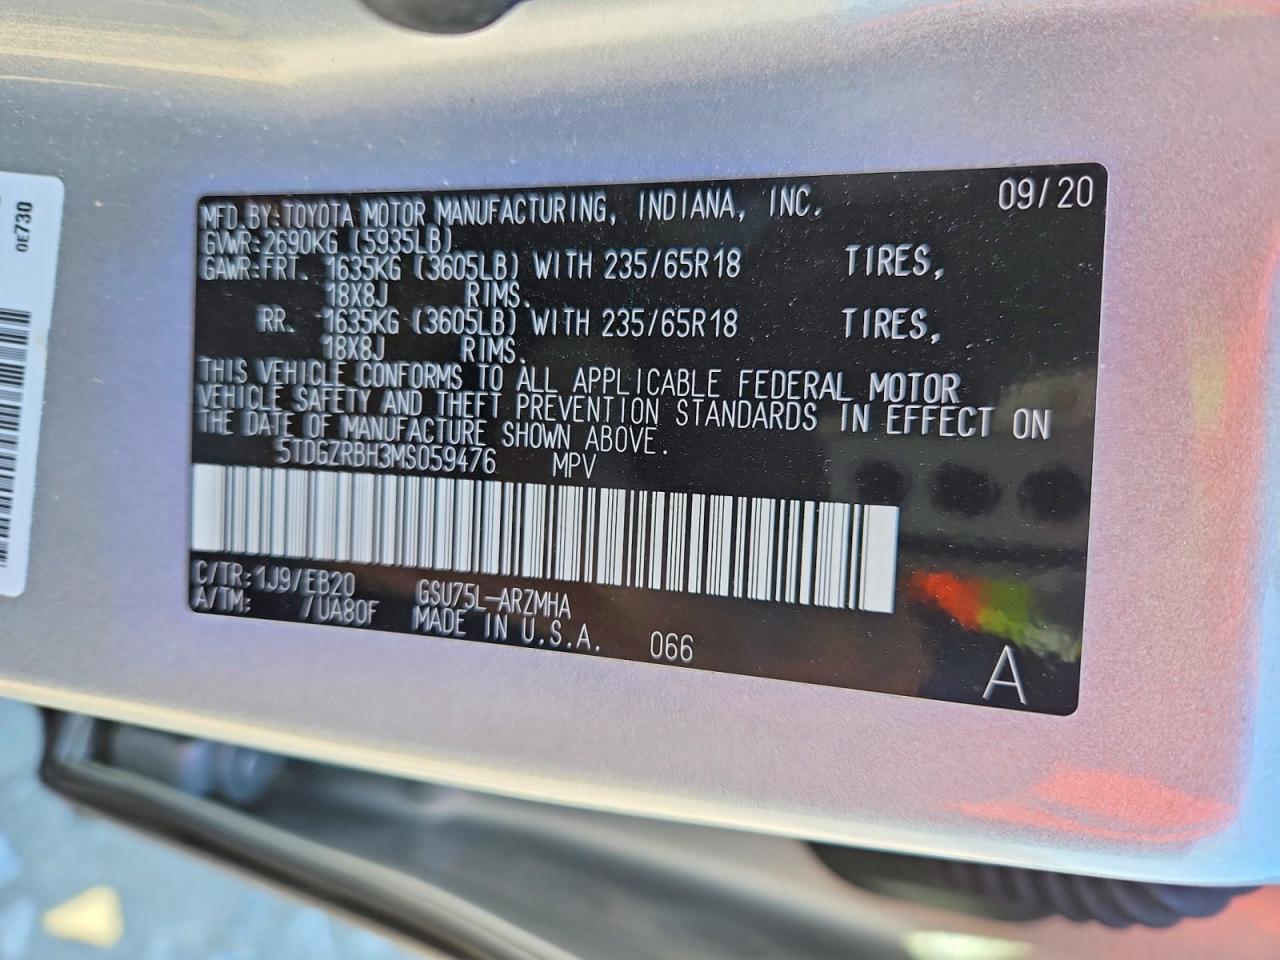 MFD.BY:TOYOTA MOTOR MANUFACTURING, INDIANA, INC. 09/20
GVWR:2690KG (5935LB)
GAWR:FRT. 1635KG (3605LB) WITH 235/65R18 TIRES,
18X8J RIMS.
RR. 1635KG (3605LB) WITH 235/65R18 TIRES,
18X8J RIMS.
THIS VEHICLE CONFORMS TO ALL APPLICABLE FEDERAL MOTOR
VEHICLE SAFETY AND THEFT PREVENTION STANDARDS IN EFFECT ON
THE DATE OF MANUFACTURE SHOWN ABOVE.
5TDGZRBH3MS059476 MPV
C/TR:1J9/EB20 GSU75L-ARZMHA
A/TM: /UA80F MADE IN U.S.A. 066
A
0E730